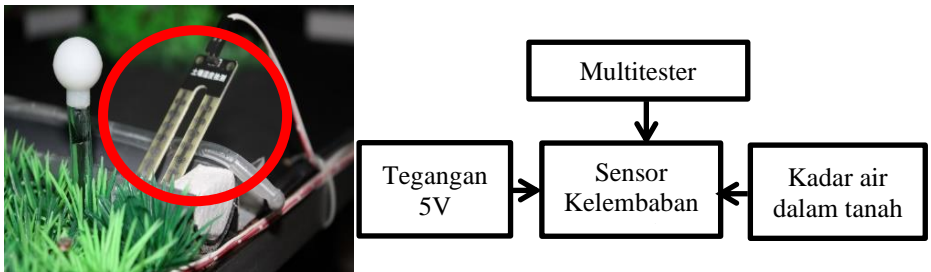 Multitester
Tegangan
5V
Sensor
Kelembaban
Kadar air
dalam tanah